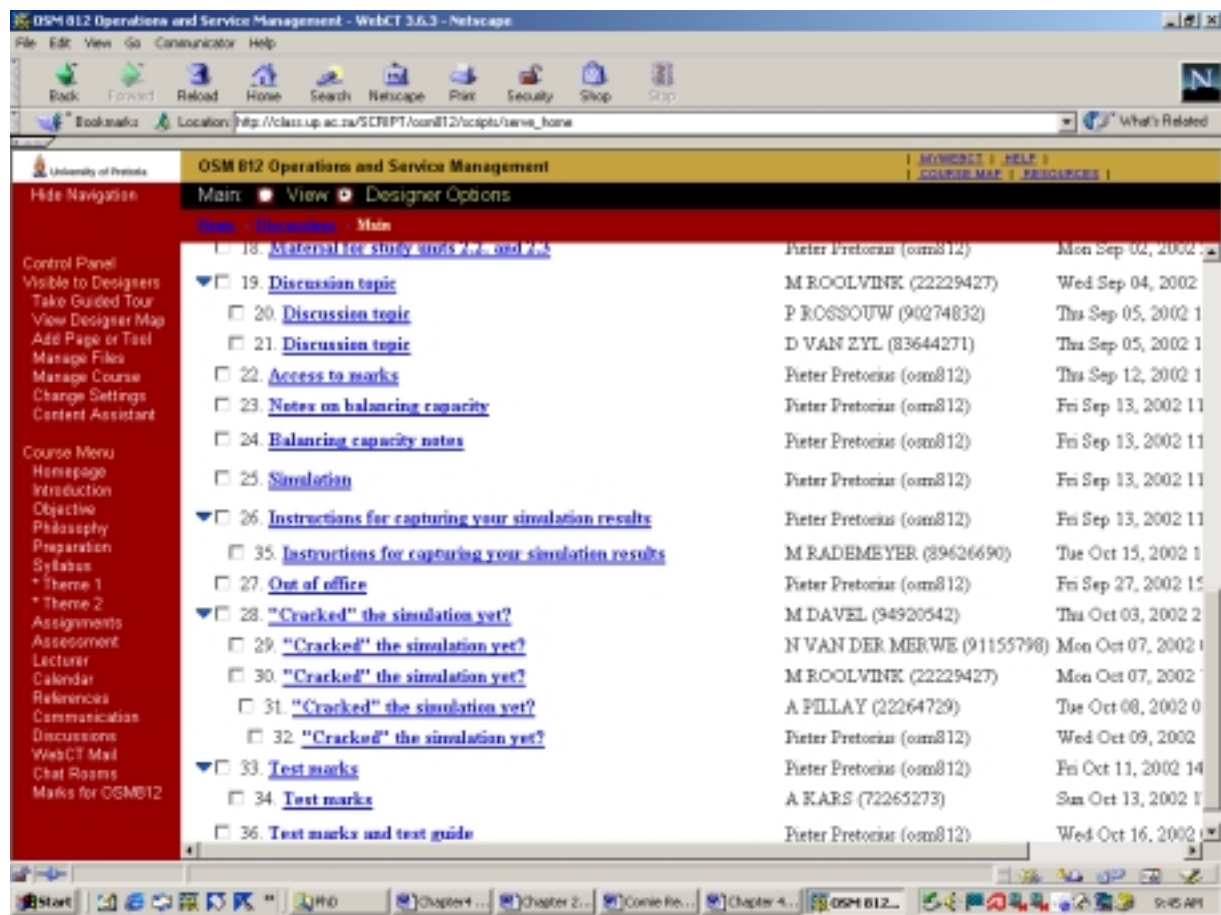 OSM 812 Operations and Service Management - WebCT 3.6.3 - Netscape
File Edit View Go Communicator Help
Back Forward Reload Home Search Netscape Print Security Shop Stop
Bookmarks Location: http://class.up.ac.za/SCRIPT/osm812/scripts/serve_home What's Related
University of Pretoria OSM 812 Operations and Service Management | MYWEBCT | HELP |
| COURSE MAP | RESOURCES |
Hide Navigation Main: View Designer Options
Home Discussions Main
Control Panel
Visible to Designers
Take Guided Tour
View Designer Map
Add Page or Tool
Manage Files
Manage Course
Change Settings
Content Assistant
Course Menu
Homepage
Introduction
Objective
Philosophy
Preparation
Syllabus
* Theme 1
* Theme 2
Assignments
Assessment
Lecturer
Calendar
References
Communication
Discussions
WebCT Mail
Chat Rooms
Marks for OSM812
18. Material for study units 2.2. and 2.3 Pieter Pretorius (osm812) Mon Sep 02, 2002
19. Discussion topic M ROOLVINK (22229427) Wed Sep 04, 2002
20. Discussion topic P ROSSOUW (90274832) Thu Sep 05, 2002 1
21. Discussion topic D VAN ZYL (83644271) Thu Sep 05, 2002 1
22. Access to marks Pieter Pretorius (osm812) Thu Sep 12, 2002 1
23. Notes on balancing capacity Pieter Pretorius (osm812) Fri Sep 13, 2002 11
24. Balancing capacity notes Pieter Pretorius (osm812) Fri Sep 13, 2002 11
25. Simulation Pieter Pretorius (osm812) Fri Sep 13, 2002 11
26. Instructions for capturing your simulation results Pieter Pretorius (osm812) Fri Sep 13, 2002 11
35. Instructions for capturing your simulation results M RADEMEYER (89626690) Tue Oct 15, 2002 1
27. Out of office Pieter Pretorius (osm812) Fri Sep 27, 2002 15
28. "Cracked" the simulation yet? M DAVEL (94920542) Thu Oct 03, 2002 2
29. "Cracked" the simulation yet? N VAN DER MERWE (91155798) Mon Oct 07, 2002
30. "Cracked" the simulation yet? M ROOLVINK (22229427) Mon Oct 07, 2002
31. "Cracked" the simulation yet? A PILLAY (22264729) Tue Oct 08, 2002 0
32. "Cracked" the simulation yet? Pieter Pretorius (osm812) Wed Oct 09, 2002
33. Test marks Pieter Pretorius (osm812) Fri Oct 11, 2002 14
34. Test marks A KARS (72265273) Sun Oct 13, 2002 1
36. Test marks and test guide Pieter Pretorius (osm812) Wed Oct 16, 2002
Start PhD Chapter4 ... Chapter 2... Cornie Re... Chapter 4... OSM 812... 9:45 AM